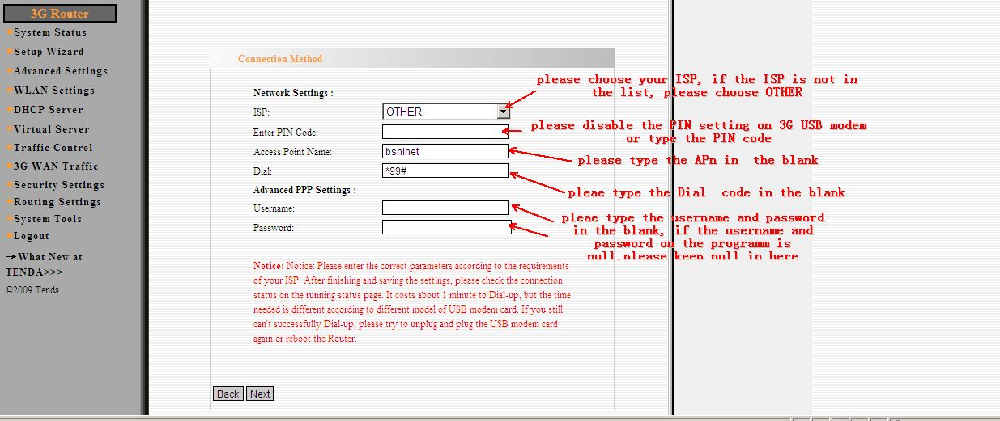 3G Router
System Status
Setup Wizard
Advanced Settings
WLAN Settings
DHCP Server
Virtual Server
Traffic Control
3G WAN Traffic
Security Settings
Routing Settings
System Tools
Logout
→What New at
TENDA>>>
©2009 Tenda
Connection Method
Network Settings :
ISP: OTHER
Enter PIN Code:
Access Point Name: bsnlnet
Dial: *99#
Advanced PPP Settings :
Username:
Password:
please choose your ISP, if the ISP is not in
the list, please choose OTHER
please disable the PIN setting on 3G USB modem
or type the PIN code
please type the APn in the blank
pleae type the Dial code in the blank
pleae type the username and password
in the blank, if the username and
password on the programm is
null.please keep null in here
Notice: Notice: Please enter the correct parameters according to the requirements
of your ISP. After finishing and saving the settings, please check the connection
status on the running status page. It costs about 1 minute to Dial-up, but the time
needed is different according to different model of USB modem card. If you still
can't successfully Dial-up, please try to unplug and plug the USB modem card
again or reboot the Router.
Back Next